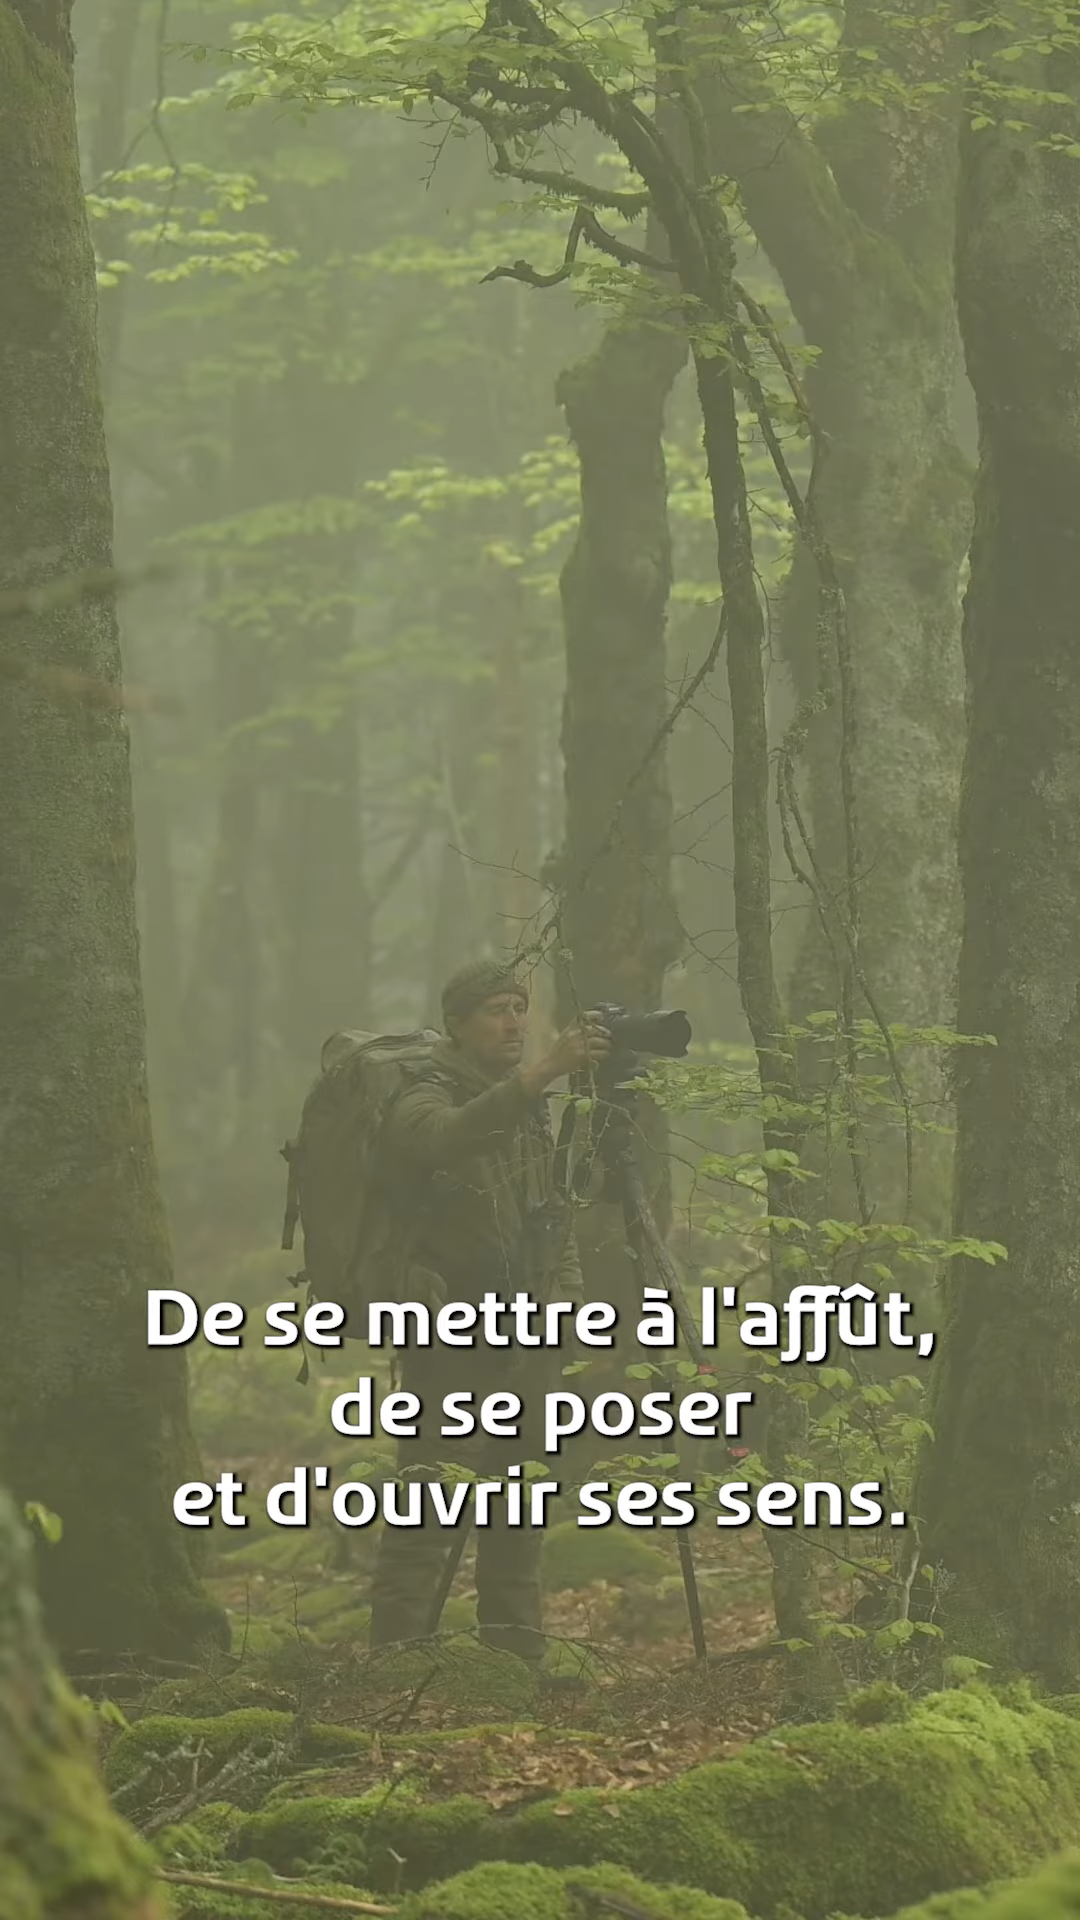 De se mettre à l'affût,
de se poser
et d'ouvrir ses sens.